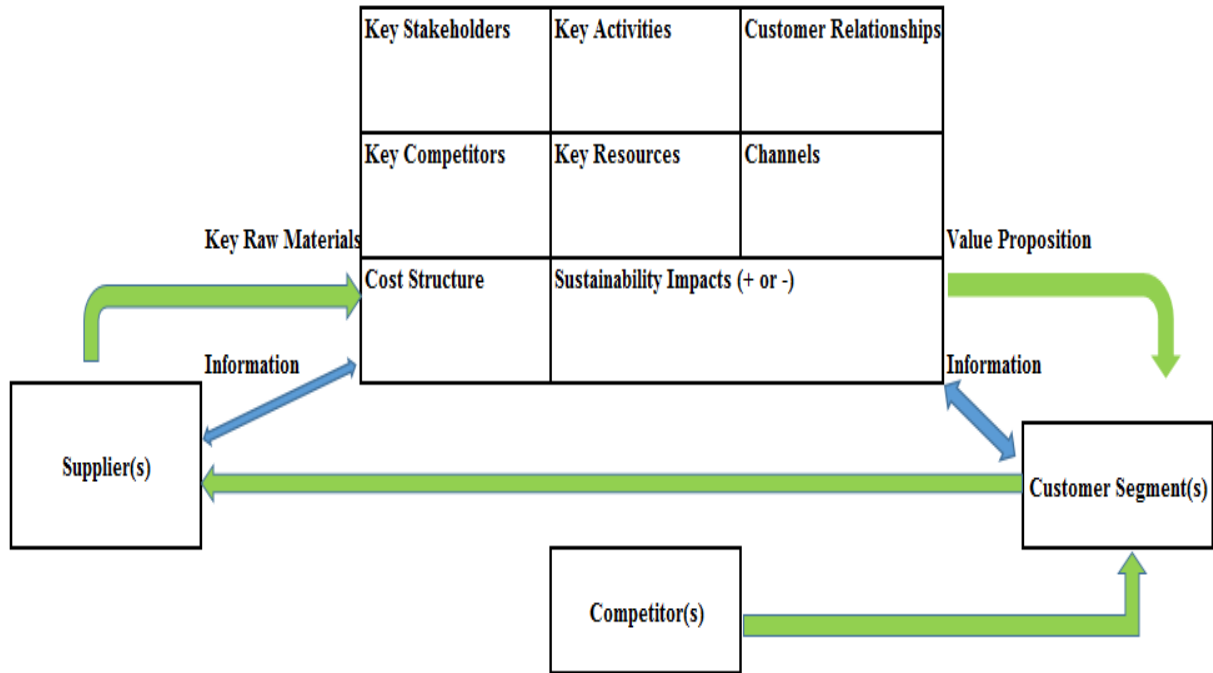 Key Stakeholders
Key Activities
Customer Relationships
Key Competitors
Key Resources
Channels
Key Raw Materials
Value Proposition
Cost Structure
Sustainability Impacts (+ or -)
Information
Information
Supplier(s)
Customer Segment(s)
Competitor(s)